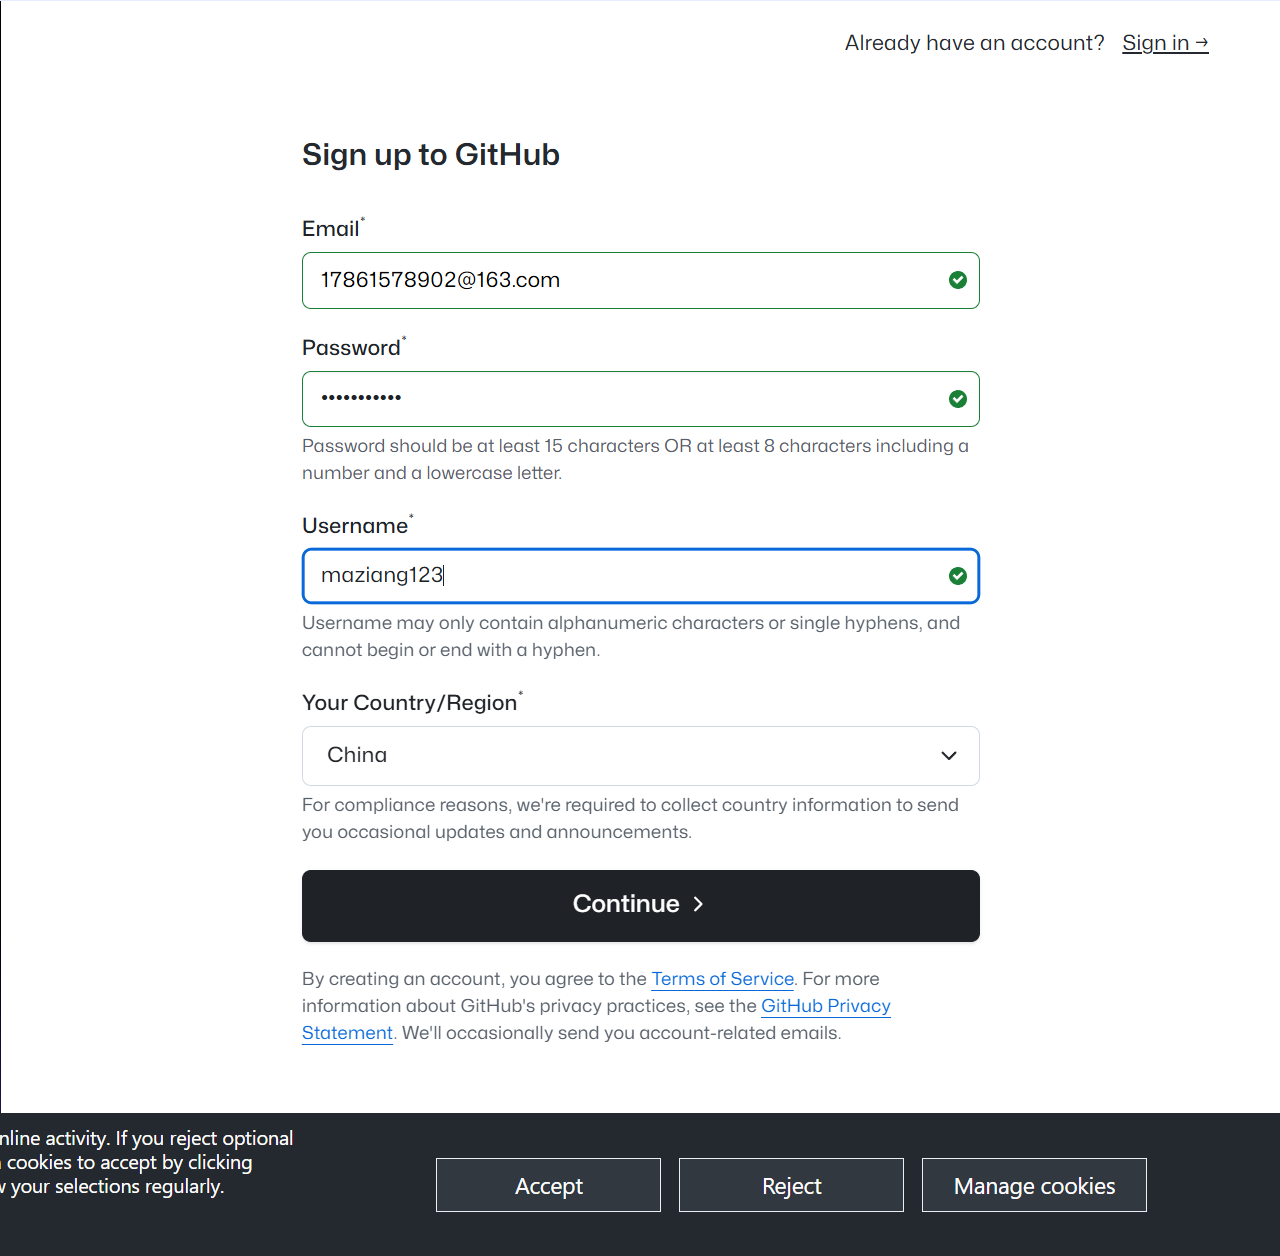 Already have an account? Sign in →
Sign up to GitHub
Email*
17861578902@163.com
Password*
•••••••••••
Password should be at least 15 characters OR at least 8 characters including a
number and a lowercase letter.
Username*
maziang123
Username may only contain alphanumeric characters or single hyphens, and
cannot begin or end with a hyphen.
Your Country/Region*
China
For compliance reasons, we're required to collect country information to send
you occasional updates and announcements.
Continue
By creating an account, you agree to the Terms of Service. For more
information about GitHub's privacy practices, see the GitHub Privacy
Statement. We'll occasionally send you account-related emails.
nline activity. If you reject optional
cookies to accept by clicking
your selections regularly.
Accept
Reject
Manage cookies